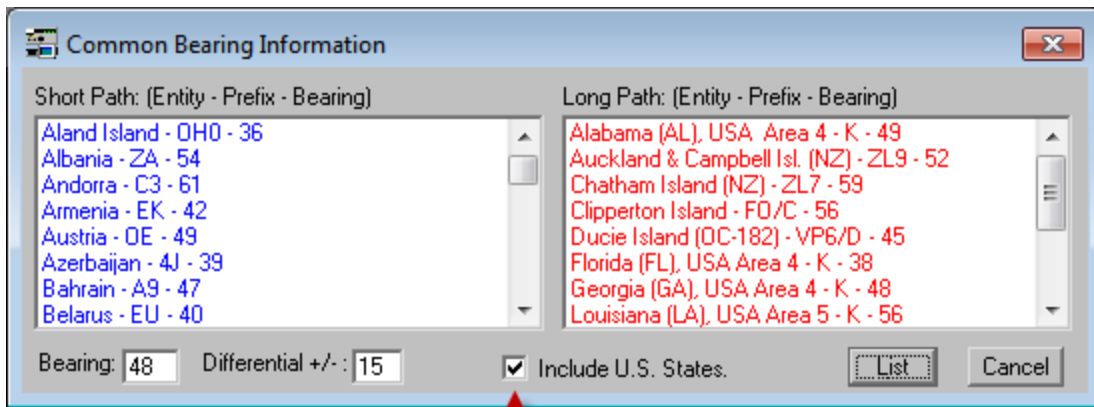 Common Bearing Information
Short Path: (Entity - Prefix - Bearing)
Aland Island - OH0 - 36
Albania - ZA - 54
Andorra - C3 - 61
Armenia - EK - 42
Austria - OE - 49
Azerbaijan - 4J - 39
Bahrain - A9 - 47
Belarus - EU - 40
Long Path: (Entity - Prefix - Bearing)
Alabama (AL), USA  Area 4 - K - 49
Auckland & Campbell Isl. (NZ) - ZL9 - 52
Chatham Island (NZ) - ZL7 - 59
Clipperton Island - FO/C - 56
Ducie Island (OC-182) - VP6/D - 45
Florida (FL), USA Area 4 - K - 38
Georgia (GA), USA Area 4 - K - 48
Louisiana (LA), USA Area 5 - K - 56
Bearing: 48 Differential +/- : 15 Include U.S. States. List Cancel